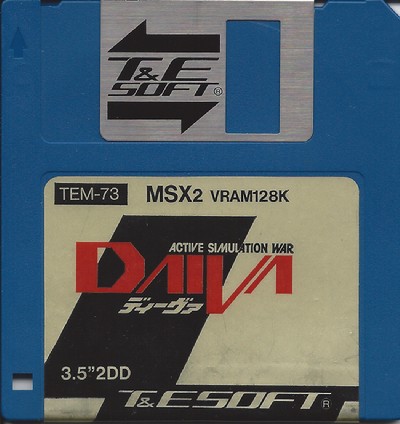 T&E
SOFT®
TEM-73 MSX2 VRAM128K
ACTIVE SIMULATION WAR
DAIVA
ディーヴァ
3.5"2DD
T&ESOFT®